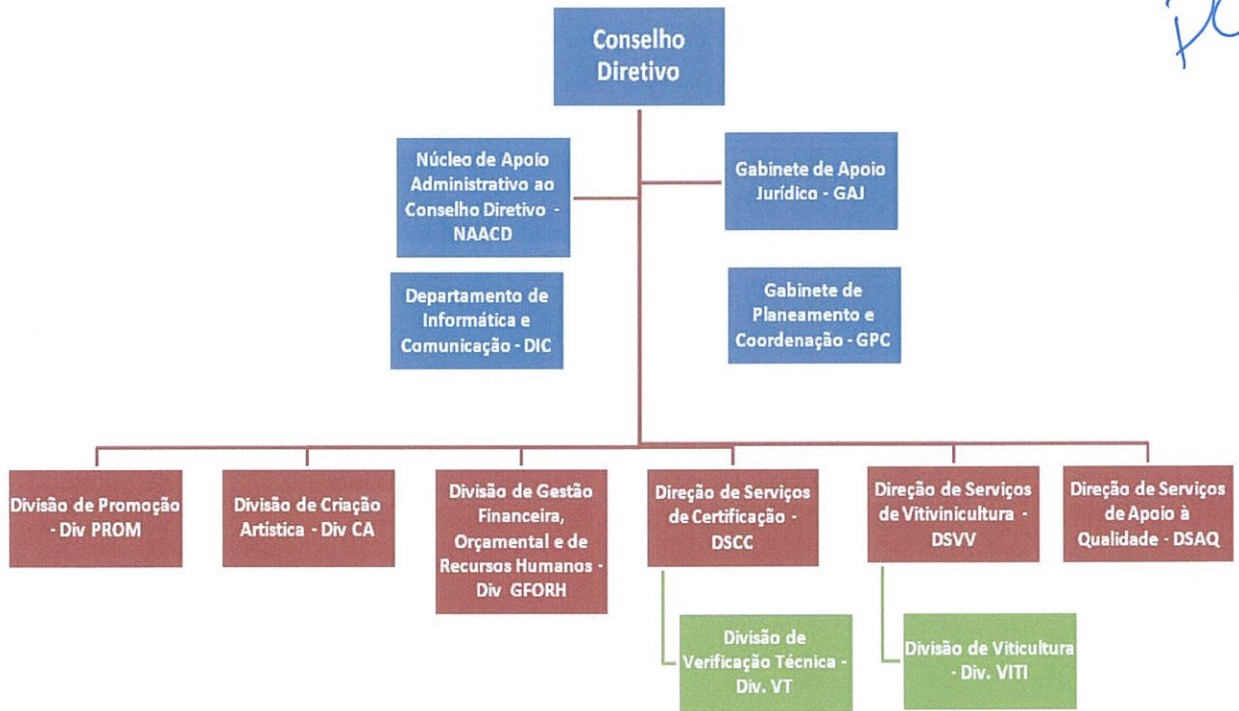 Conselho
Diretivo
Núcleo de Apoio
Administrativo ao
Conselho Diretivo -
NAACD
Gabinete de Apoio
Jurídico - GAJ
Departamento de
Informática e
Comunicação - DIC
Gabinete de
Planeamento e
Coordenação - GPC
Divisão de Promoção
- Div PROM
Divisão de Criação
Artística - Div CA
Divisão de Gestão
Financeira,
Orçamental e de
Recursos Humanos -
Div GFORH
Direção de Serviços
de Certificação -
DSCC
Direção de Serviços
de Vitivinicultura -
DSVV
Direção de Serviços
de Apoio à
Qualidade - DSAQ
Divisão de
Verificação Técnica -
Div. VT
Divisão de Viticultura
- Div. VITI